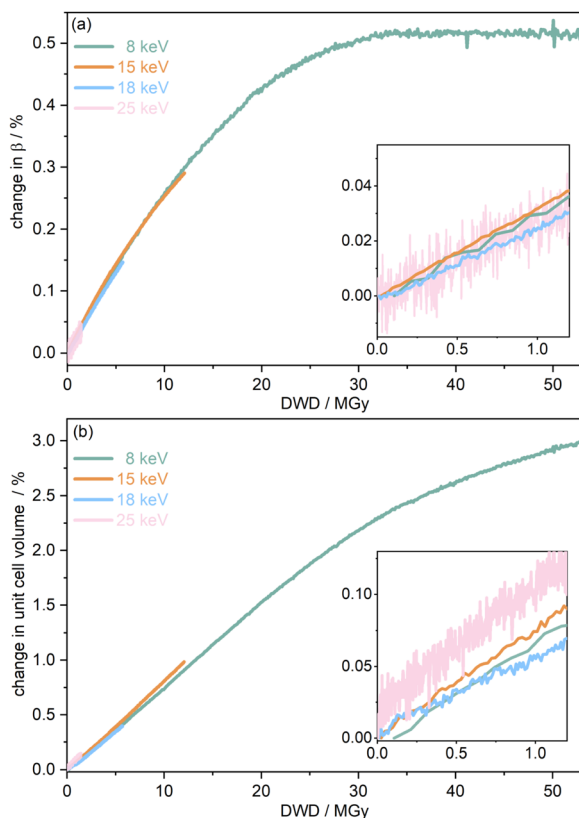 (a)
8 keV
15 keV
18 keV
25 keV
change in β / %
0.5
0.4
0.3
0.2
0.1
0.0
0.04
0.02
0.00
0.0 0.5 1.0
0 10 20 30 40 50
DWD / MGy
(b)
8 keV
15 keV
18 keV
25 keV
change in unit cell volume / %
3.0
2.5
2.0
1.5
1.0
0.5
0.0
0.10
0.05
0.00
0.0 0.5 1.0
0 10 20 30 40 50
DWD / MGy